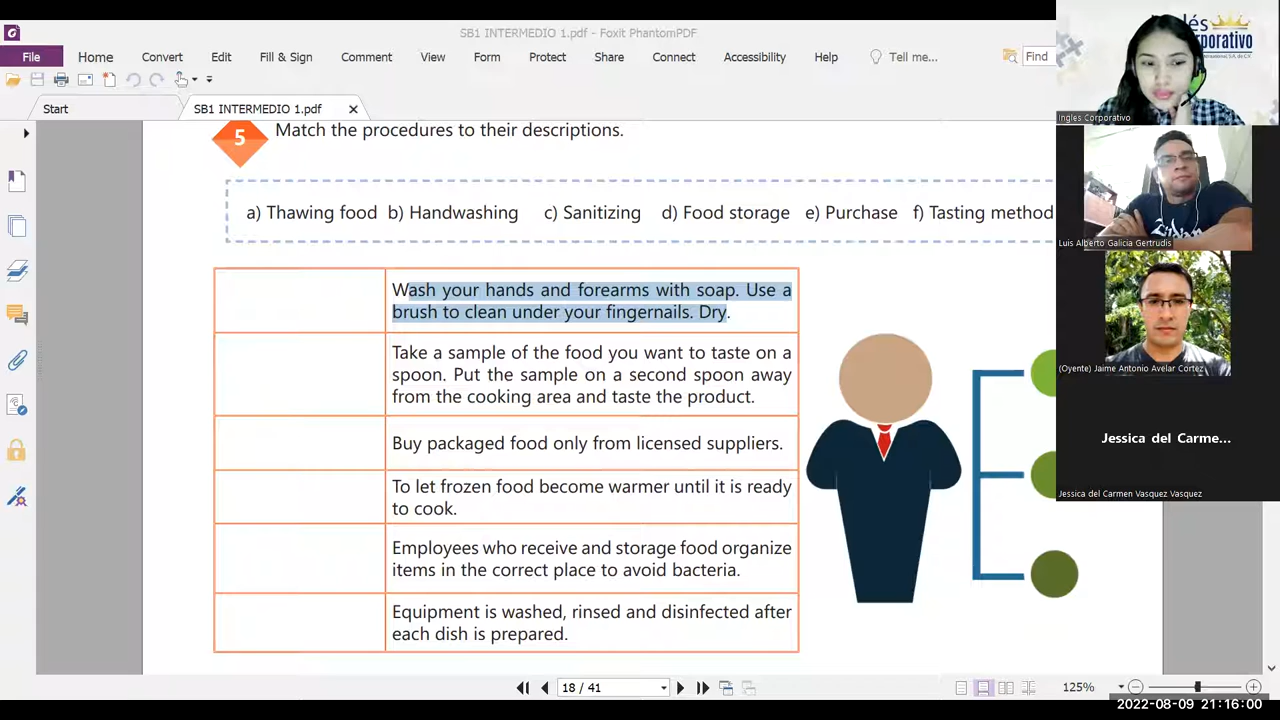 SB1 INTERMEDIO 1.pdf - Foxit PhantomPDF
File Home Convert Edit Fill & Sign Comment View Form Protect Share Connect Accessibility Help Tell me... Find
Start SB1 INTERMEDIO 1.pdf
5 Match the procedures to their descriptions.
a) Thawing food b) Handwashing c) Sanitizing d) Food storage e) Purchase f) Tasting method
Wash your hands and forearms with soap. Use a
brush to clean under your fingernails. Dry.
Take a sample of the food you want to taste on a
spoon. Put the sample on a second spoon away
from the cooking area and taste the product.
Buy packaged food only from licensed suppliers.
To let frozen food become warmer until it is ready
to cook.
Employees who receive and storage food organize
items in the correct place to avoid bacteria.
Equipment is washed, rinsed and disinfected after
each dish is prepared.
18 / 41
125%
Ingles Corporativo
Luis Alberto Galicia Gertrudis
(Oyente) Jaime Antonio Avelar Cortez
Jessica del Carme...
Jessica del Carmen Vasquez Vasquez
2022-08-09 21:16:00